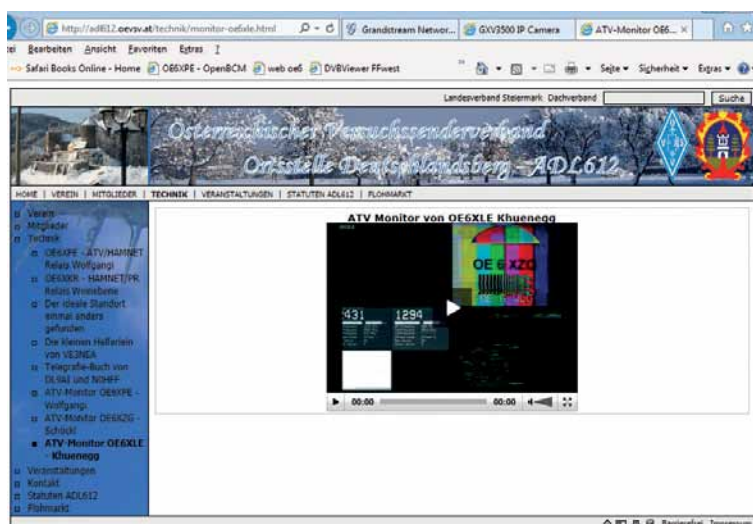 http://adl612.oevsv.at/technik/monitor-oe6xle.html
Grandstream Networ...
GXV3500 IP Camera
ATV-Monitor OE6...
Bearbeiten Ansicht Favoriten Extras ?
Safari Books Online - Home OE6XPE - OpenBCM web oe6 DVBViewer FFwest
Seite Sicherheit Extras
Landesverband Steiermark Dachverband Suche
Österreichischer Versuchssenderverband
Ortsstelle Deutschlandsberg ADL612
HOME | VEREIN | MITGLIEDER | TECHNIK | VERANSTALTUNGEN | STATUTEN ADL612 | FLOHMARKT
Verein
Mitglieder
Technik
OE6XPE - ATV/HAMNET
Relais Wolfgangi
OE6XKR - HAMNET/PR
Relais Weinebene
Der ideale Standort
einmal anders
gefunden
Die kleinen Helferlein
von VE3NEA
Telegrafie-Buch von
DL9AII und N0HFF
ATV-Monitor OE6XPE -
Wolfgangi
ATV-Monitor OE6XZG -
Schöckl
ATV-Monitor OE6XLE
- Khuenegg
Veranstaltungen
Kontakt
Statuten ADL612
Flohmarkt
ATV Monitor von OE6XLE Khuenegg
OE 6 XZG
431 1294
00:00 00:00
Barrierefrei